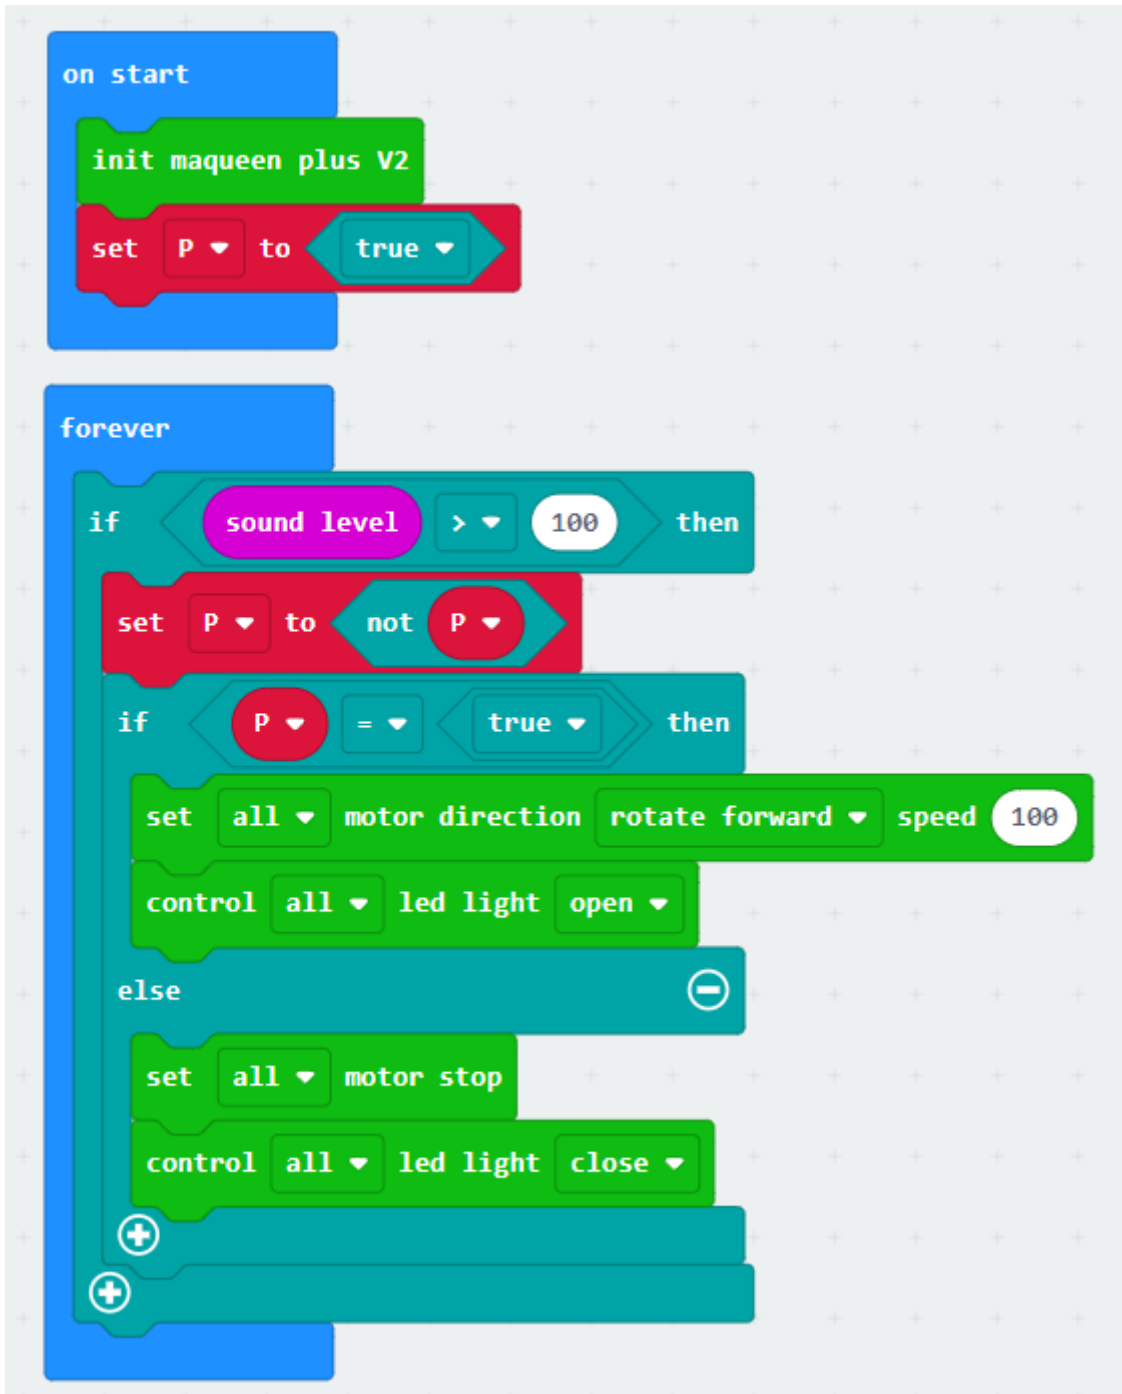 on start
init maqueen plus V2
set P to true
forever
if sound level > 100 then
set P to not P
if P = true then
set all motor direction rotate forward speed 100
control all led light open
else
set all motor stop
control all led light close